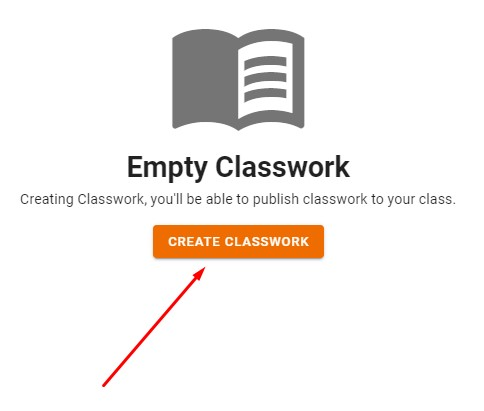 Empty Classwork
Creating Classwork, you'll be able to publish classwork to your class.
CREATE CLASSWORK